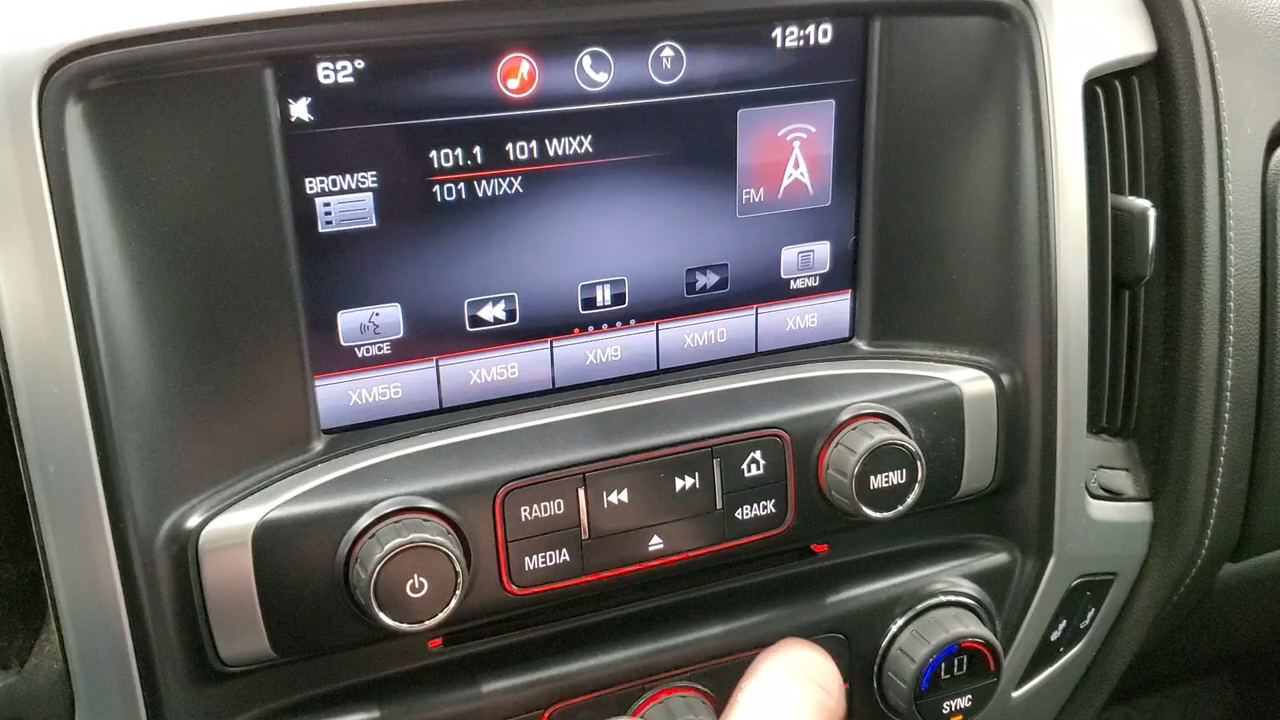 62°
12:10
N
101.1 101 WIXX
101 WIXX
BROWSE
FM
MENU
VOICE
XM56 XM58 XM9 XM10 XM8
RADIO
MEDIA
BACK
MENU
LO
SYNC